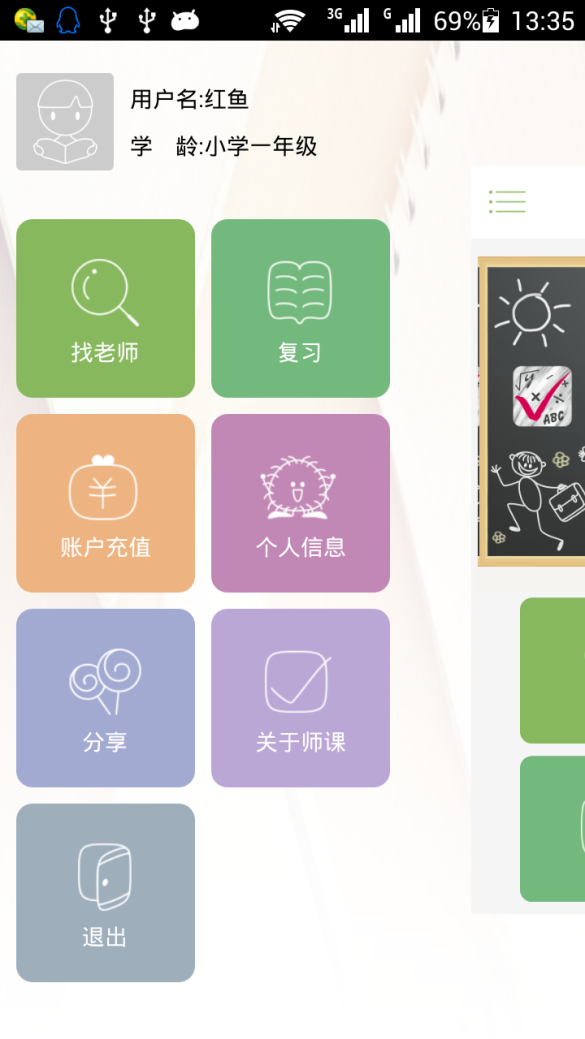 3G G 69% 13:35
用户名:红鱼
学 龄:小学一年级
找老师
复习
账户充值
个人信息
分享
关于师课
退出
√y
× ÷
ABC